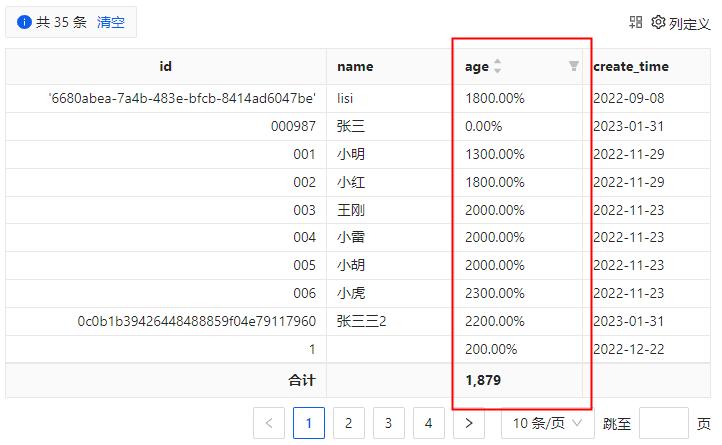 共 35 条 清空 列定义
id name age create_time
'6680abea-7a4b-483e-bfcb-8414ad6047be' lisi 1800.00% 2022-09-08
000987 张三 0.00% 2023-01-31
001 小明 1300.00% 2022-11-29
002 小红 1800.00% 2022-11-29
003 王刚 2000.00% 2022-11-23
004 小雷 2000.00% 2022-11-23
005 小胡 2000.00% 2022-11-23
006 小虎 2300.00% 2022-11-23
0c0b1b39426448488859f04e79117960 张三三2 2200.00% 2023-01-31
1 200.00% 2022-12-22
合计 1,879
< 1 2 3 4 > 10 条/页 跳至 页